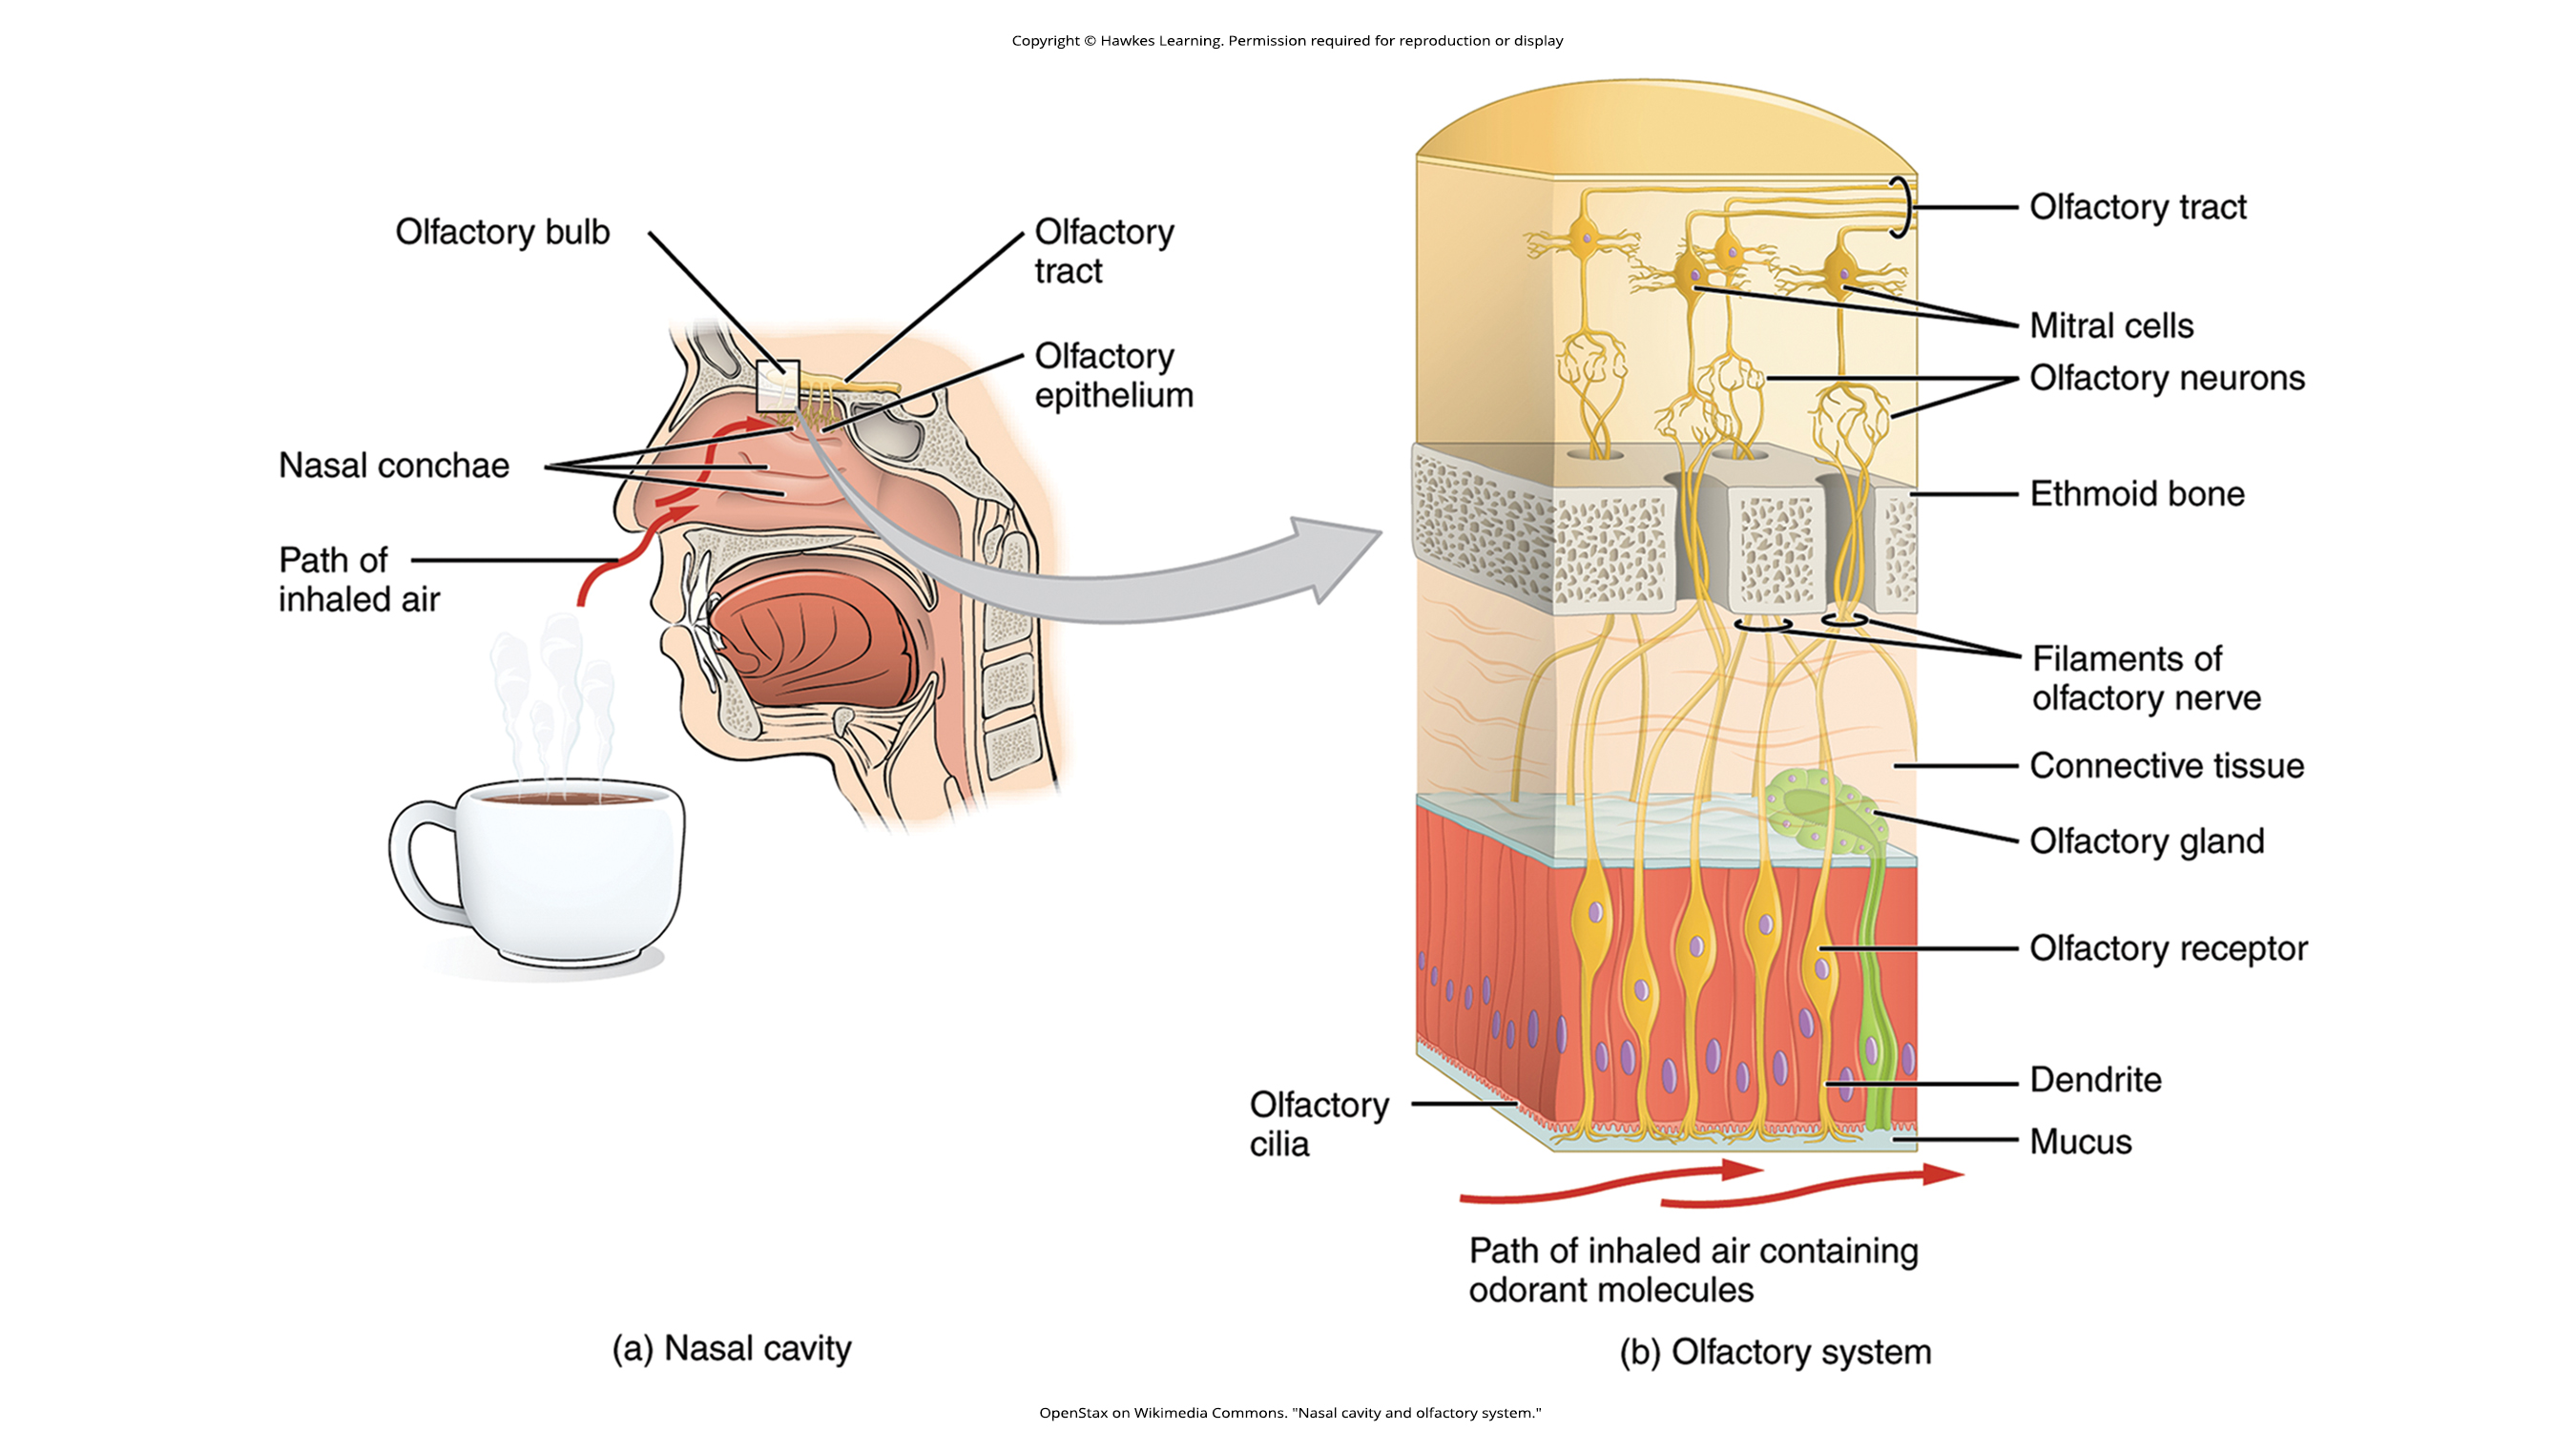 Copyright © Hawkes Learning. Permission required for reproduction or display
Olfactory bulb
Olfactory
tract
Olfactory
epithelium
Nasal conchae
Path of
inhaled air
(a) Nasal cavity
Olfactory tract
Mitral cells
Olfactory neurons
Ethmoid bone
Filaments of
olfactory nerve
Connective tissue
Olfactory gland
Olfactory receptor
Dendrite
Mucus
Olfactory
cilia
Path of inhaled air containing
odorant molecules
(b) Olfactory system
OpenStax on Wikimedia Commons. "Nasal cavity and olfactory system."